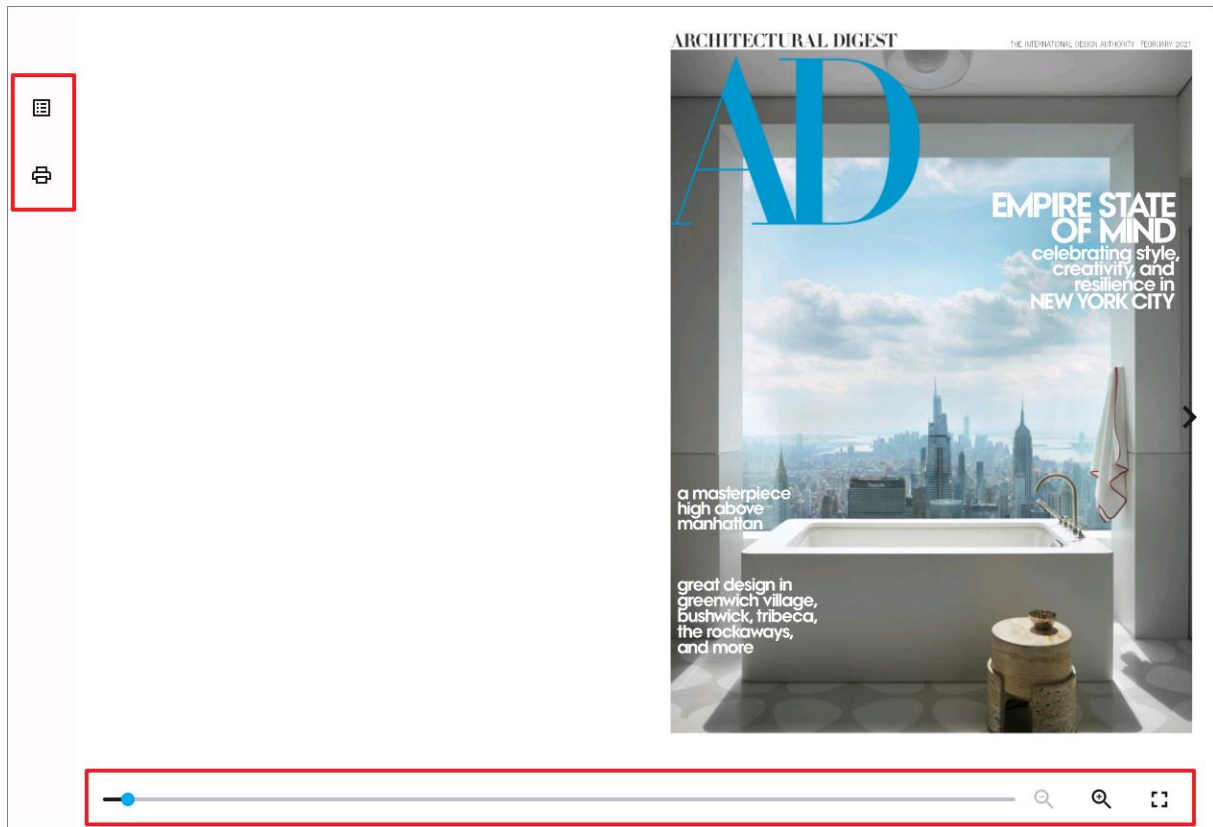 ARCHITECTURAL DIGEST
THE INTERNATIONAL DESIGN AUTHORITY FEBRUARY 2021
AD
EMPIRE STATE
OF MIND
celebrating style,
creativity, and
resilience in
NEW YORK CITY
a masterpiece
high above
manhattan
great design in
greenwich village,
bushwick, tribeca,
the rockaways,
and more